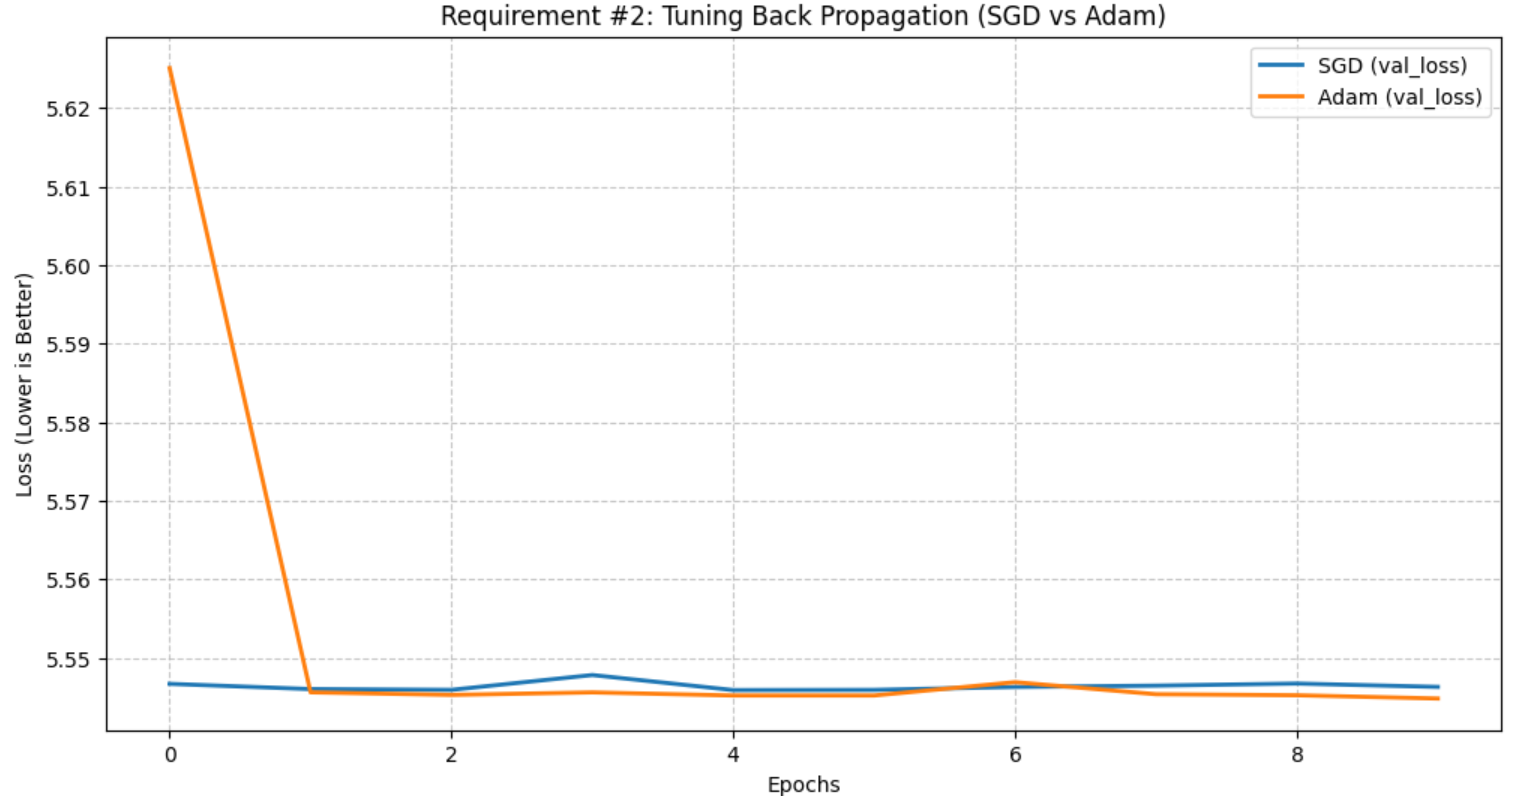 Requirement #2: Tuning Back Propagation (SGD vs Adam)
SGD (val_loss)
Adam (val_loss)
Loss (Lower is Better)
5.62
5.61
5.60
5.59
5.58
5.57
5.56
5.55
0 2 4 6 8
Epochs